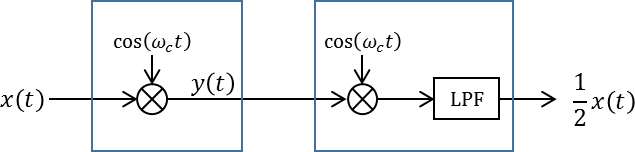 cos(ω_c t)
cos(ω_c t)
x(t)
y(t)
LPF
1/2 x(t)